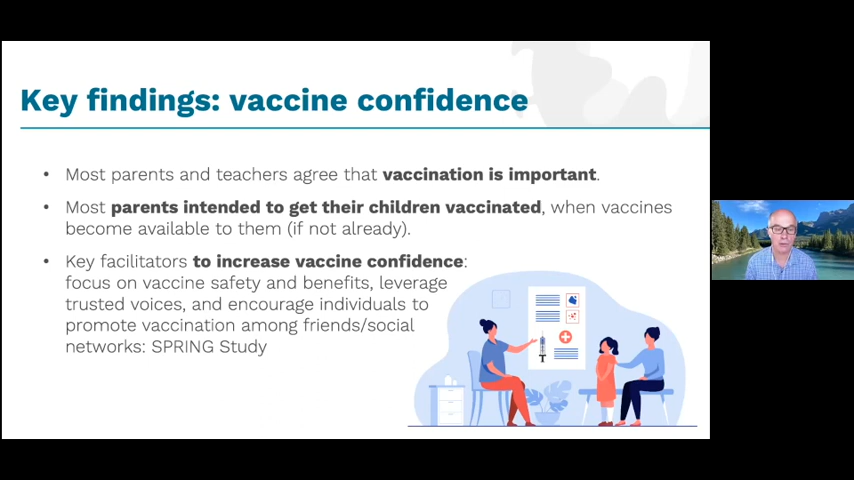 Key findings: vaccine confidence
• Most parents and teachers agree that vaccination is important.
• Most parents intended to get their children vaccinated, when vaccines
become available to them (if not already).
• Key facilitators to increase vaccine confidence:
focus on vaccine safety and benefits, leverage
trusted voices, and encourage individuals to
promote vaccination among friends/social
networks: SPRING Study